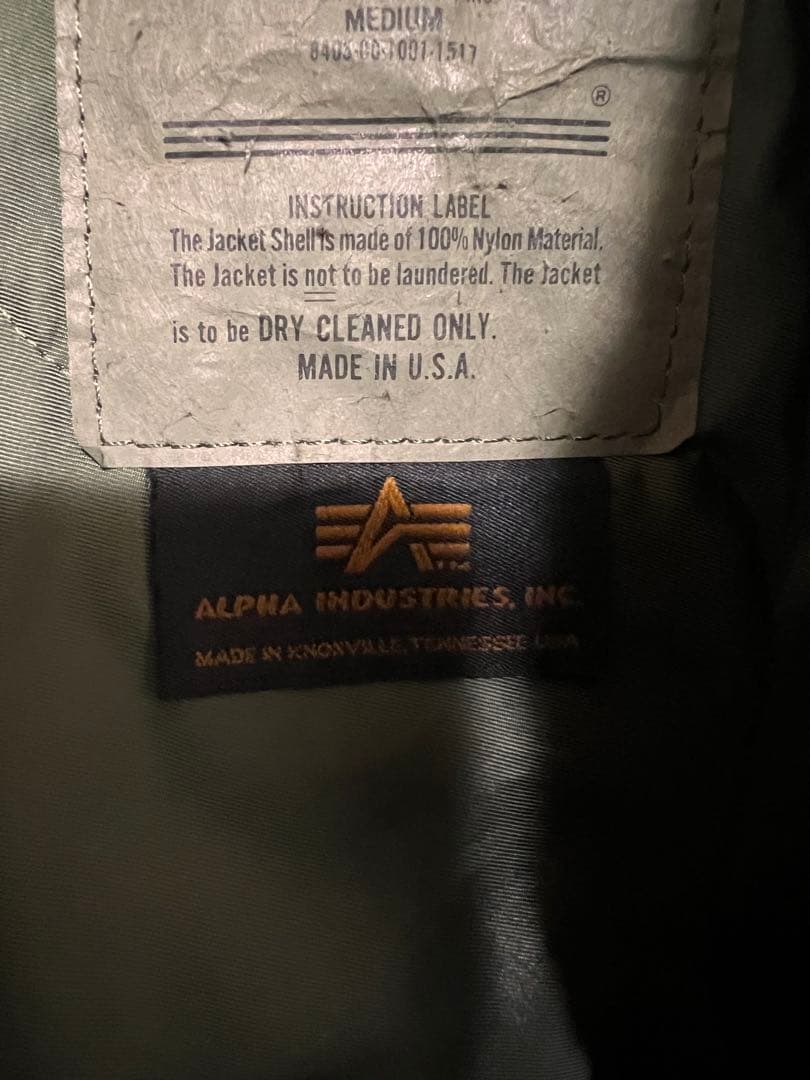 INC.
MEDIUM
8403-00-1001-1517
®
INSTRUCTION LABEL
The Jacket Shell is made of 100% Nylon Material.
The Jacket is not to be laundered. The Jacket
is to be DRY CLEANED ONLY.
MADE IN U.S.A.
ALPHA INDUSTRIES, INC.
MADE IN KNOXVILLE, TENNESSEE USA